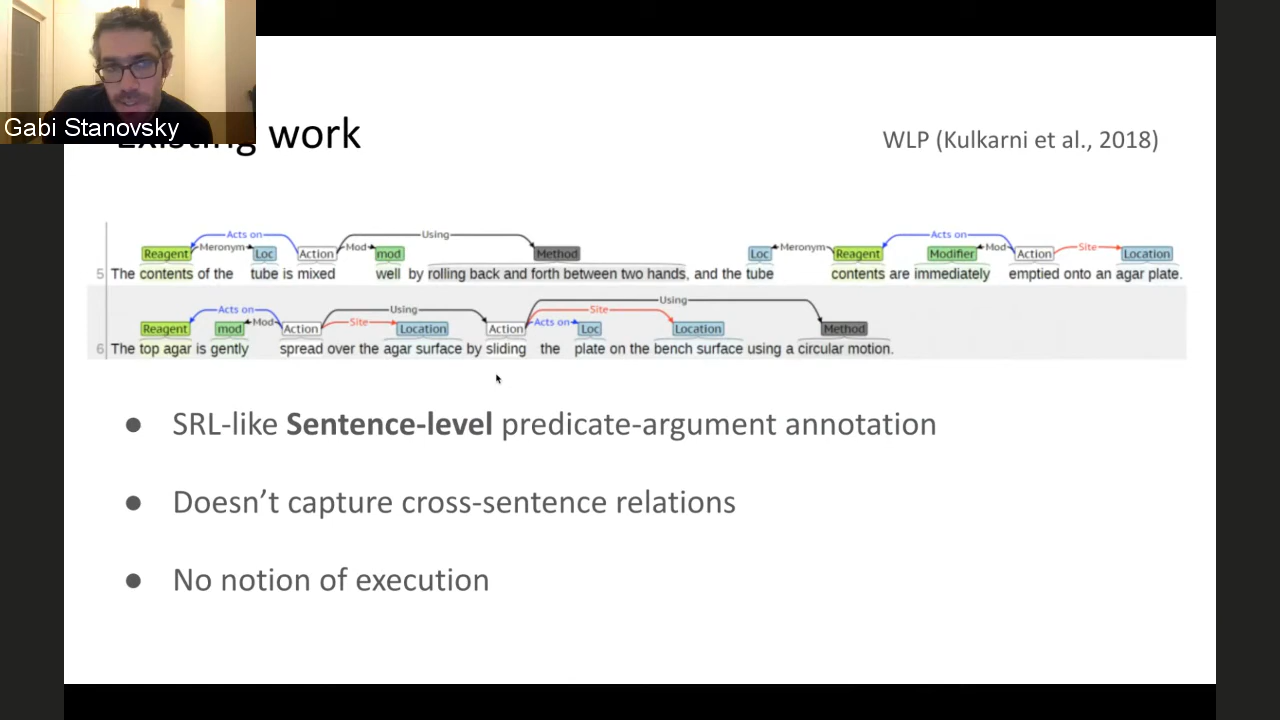 Gabi Stanovsky
Existing work
WLP (Kulkarni et al., 2018)
Acts on Using Acts on
Reagent Meronym Loc Action Mod mod Method Loc Meronym Reagent Modifier Mod Action Site Location
5 The contents of the tube is mixed well by rolling back and forth between two hands, and the tube contents are immediately emptied onto an agar plate.
Using
Acts on Using Site
Reagent mod Mod Action Site Location Action Acts on Loc Location Method
6 The top agar is gently spread over the agar surface by sliding the plate on the bench surface using a circular motion.
● SRL-like Sentence-level predicate-argument annotation
● Doesn’t capture cross-sentence relations
● No notion of execution